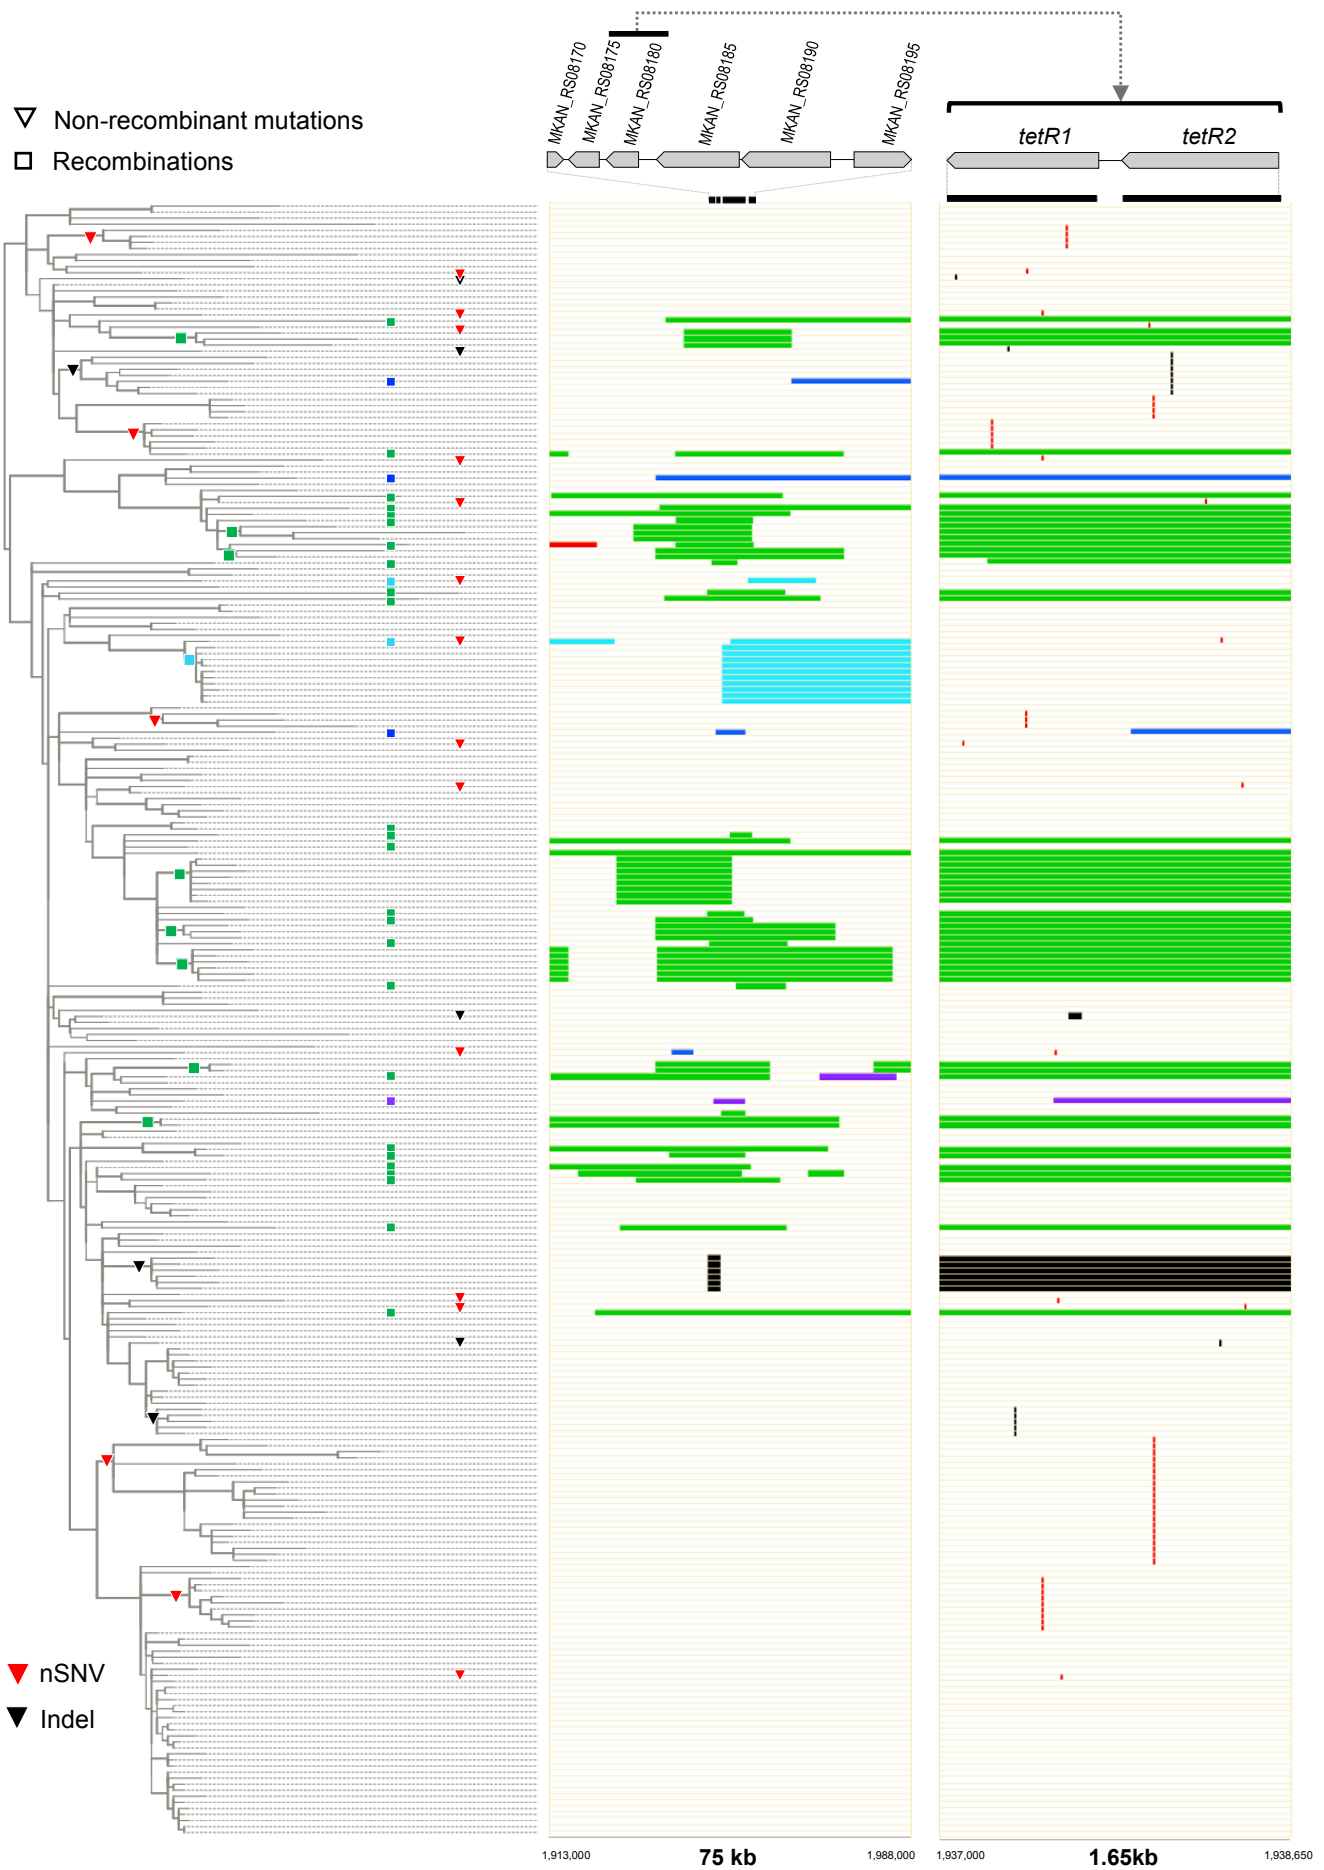 MKAN_RS08170
MKAN_RS08175
MKAN_RS08180
MKAN_RS08185
MKAN_RS08190
MKAN_RS08195
Non-recombinant mutations
Recombinations
tetR1
tetR2
nSNV
Indel
1,913,000
75 kb
1,988,000
1,937,000
1.65kb
1,938,650